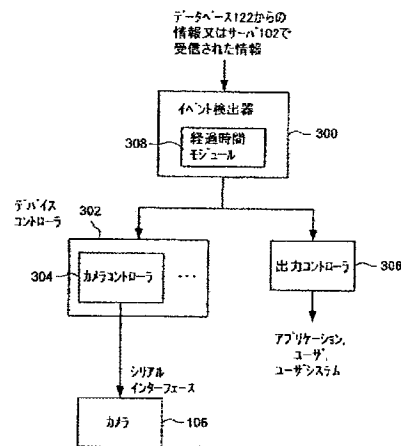 データベース122からの
情報又はサーバ102で
受信された情報
イベント検出器
308
経過時間
モジュール
300
デバイス
コントローラ
302
304
カメラコントローラ
...
出力コントローラ
306
アプリケーション,
ユーザ,
ユーザシステム
シリアル
インターフェース
カメラ
106